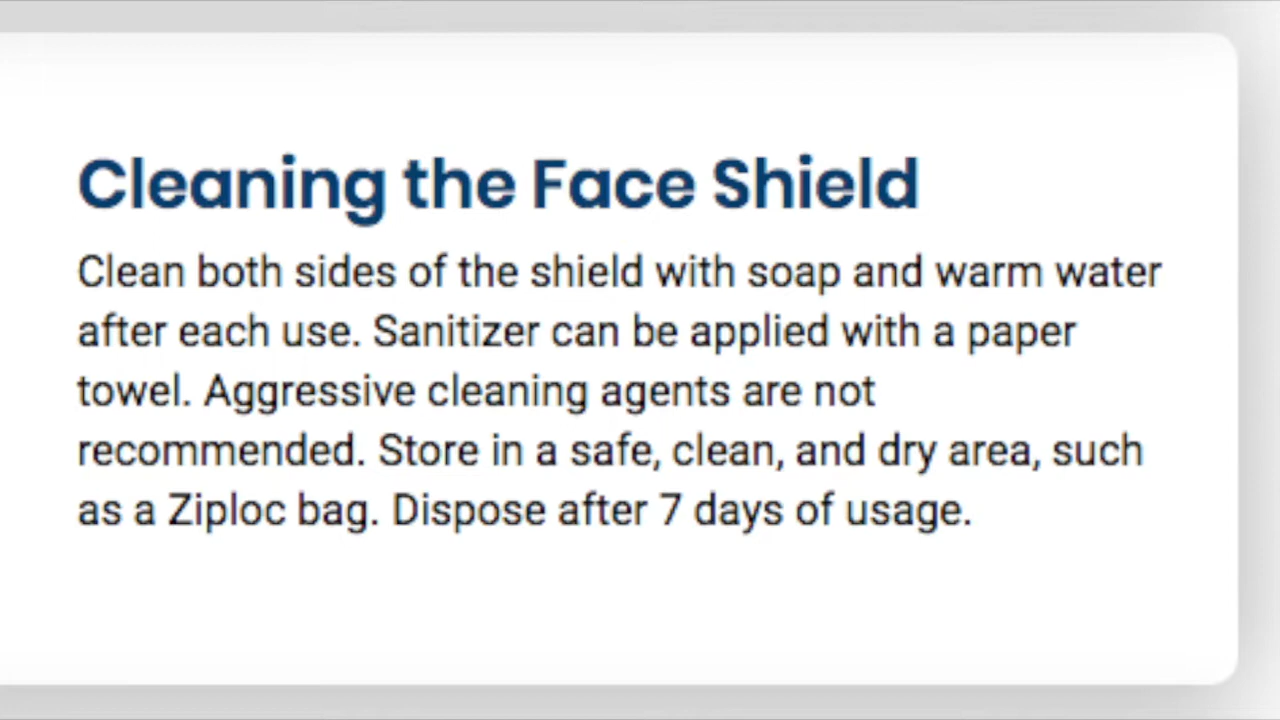 Cleaning the Face Shield
Clean both sides of the shield with soap and warm water
after each use. Sanitizer can be applied with a paper
towel. Aggressive cleaning agents are not
recommended. Store in a safe, clean, and dry area, such
as a Ziploc bag. Dispose after 7 days of usage.